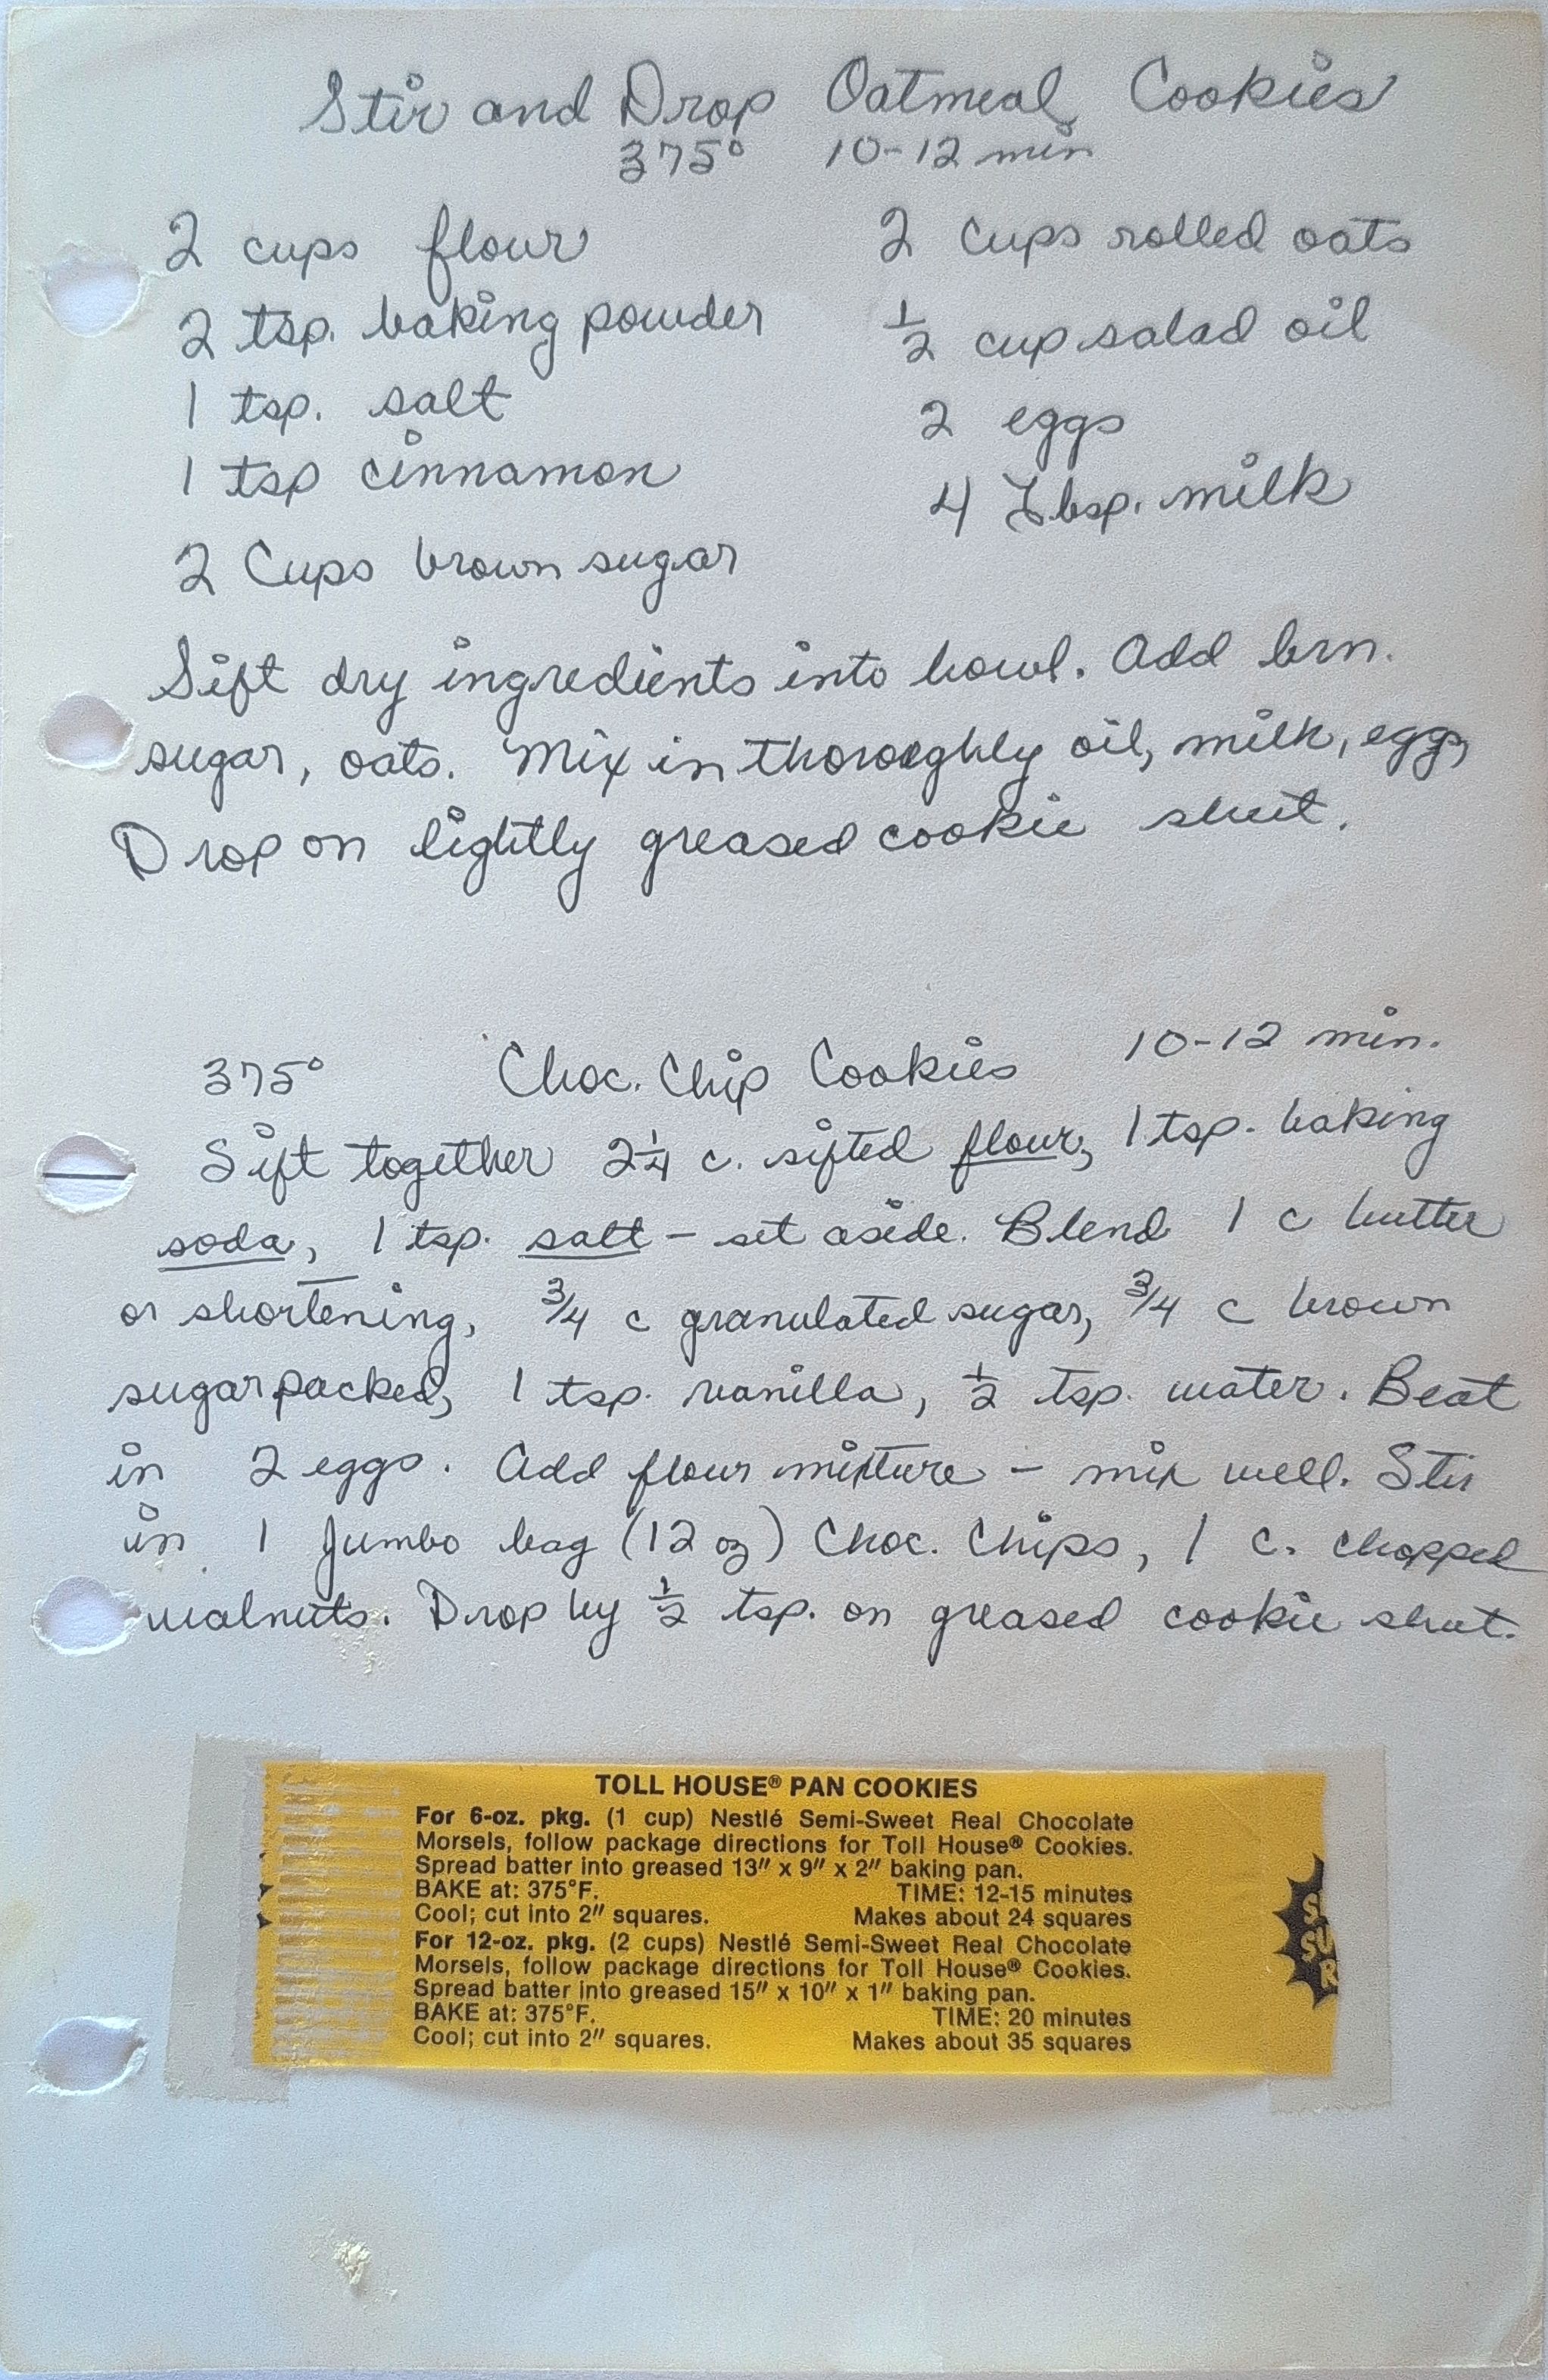 Stir and Drop Oatmeal Cookies
375° 10-12 min
2 cups flour 2 cups rolled oats
2 tsp. baking powder ½ cup salad oil
1 tsp. salt 2 eggs
1 tsp cinnamon 4 Tbsp. milk
2 Cups brown sugar
Sift dry ingredients into bowl. Add brn.
sugar, oats. Mix in thoroughly oil, milk, eggs,
Drop on lightly greased cookie sheet.
375° Choc. Chip Cookies 10-12 min.
Sift together 2¼ c. sifted flour, 1 tsp. baking
soda, 1 tsp. salt - set aside. Blend 1 c butter
or shortening, ¾ c granulated sugar, ¾ c brown
sugar packed, 1 tsp. vanilla, ½ tsp. water. Beat
in 2 eggs. Add flour mixture - mix well. Stir
in 1 Jumbo bag (12 oz) Choc. Chips, 1 c. chopped
walnuts. Drop by ½ tsp. on greased cookie sheet.
TOLL HOUSE® PAN COOKIES
For 6-oz. pkg. (1 cup) Nestlé Semi-Sweet Real Chocolate
Morsels, follow package directions for Toll House® Cookies.
Spread batter into greased 13" x 9" x 2" baking pan.
BAKE at: 375°F. TIME: 12-15 minutes
Cool; cut into 2" squares. Makes about 24 squares
For 12-oz. pkg. (2 cups) Nestlé Semi-Sweet Real Chocolate
Morsels, follow package directions for Toll House® Cookies.
Spread batter into greased 15" x 10" x 1" baking pan.
BAKE at: 375°F. TIME: 20 minutes
Cool; cut into 2" squares. Makes about 35 squares